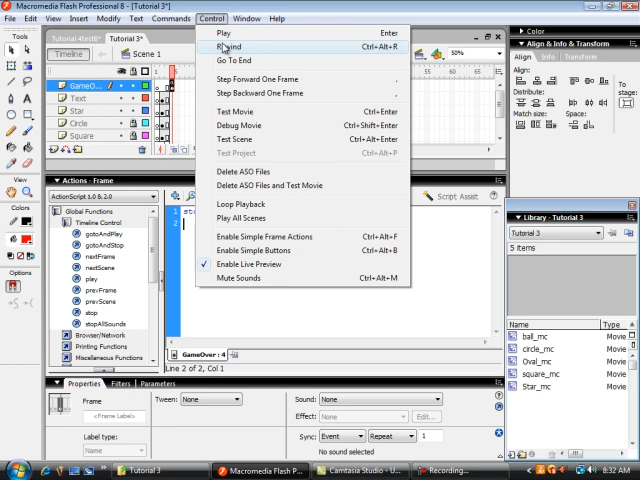 Macromedia Flash Professional 8 - [Tutorial 3*]
File Edit View Insert Modify Text Commands Control Window Help
Tools
View
Colors
Options
Tutorial 4test8* Tutorial 3*
Timeline Scene 1 50%
55 60 65
GameO...
Text
Star
Circle
Square
Play Enter
Rewind Ctrl+Alt+R
Go To End
Step Forward One Frame .
Step Backward One Frame ,
Test Movie Ctrl+Enter
Debug Movie Ctrl+Shift+Enter
Test Scene Ctrl+Alt+Enter
Test Project Ctrl+Alt+P
Delete ASO Files
Delete ASO Files and Test Movie
Loop Playback
Play All Scenes
Enable Simple Frame Actions Ctrl+Alt+F
Enable Simple Buttons Ctrl+Alt+B
Enable Live Preview
Mute Sounds Ctrl+Alt+M
Actions - Frame
ActionScript 1.0 & 2.0
Script Assist
Global Functions
Timeline Control
gotoAndPlay
gotoAndStop
nextFrame
nextScene
play
prevFrame
prevScene
stop
stopAllSounds
Browser/Network
Printing Functions
Miscellaneous Functions
1
2
GameOver : 4
Line 2 of 2, Col 1
Properties Filters Parameters
Frame
<Frame Label>
Label type:
Name
Tween: None
Sound: None
Effect: None Edit...
Sync: Event Repeat 1
No sound selected
Color
Align & Info & Transform
Align Info Transform
Align:
Distribute:
Match size:
Space:
To stage:
Library - Tutorial 3
Tutorial 3
5 items
Name Type
ball_mc Movie
circle_mc Movie
Oval_mc Movie
square_mc Movie
Star_mc Movie
Tutorial 3
Macromedia Flash P...
Camtasia Studio - U...
Recording...
8:32 AM